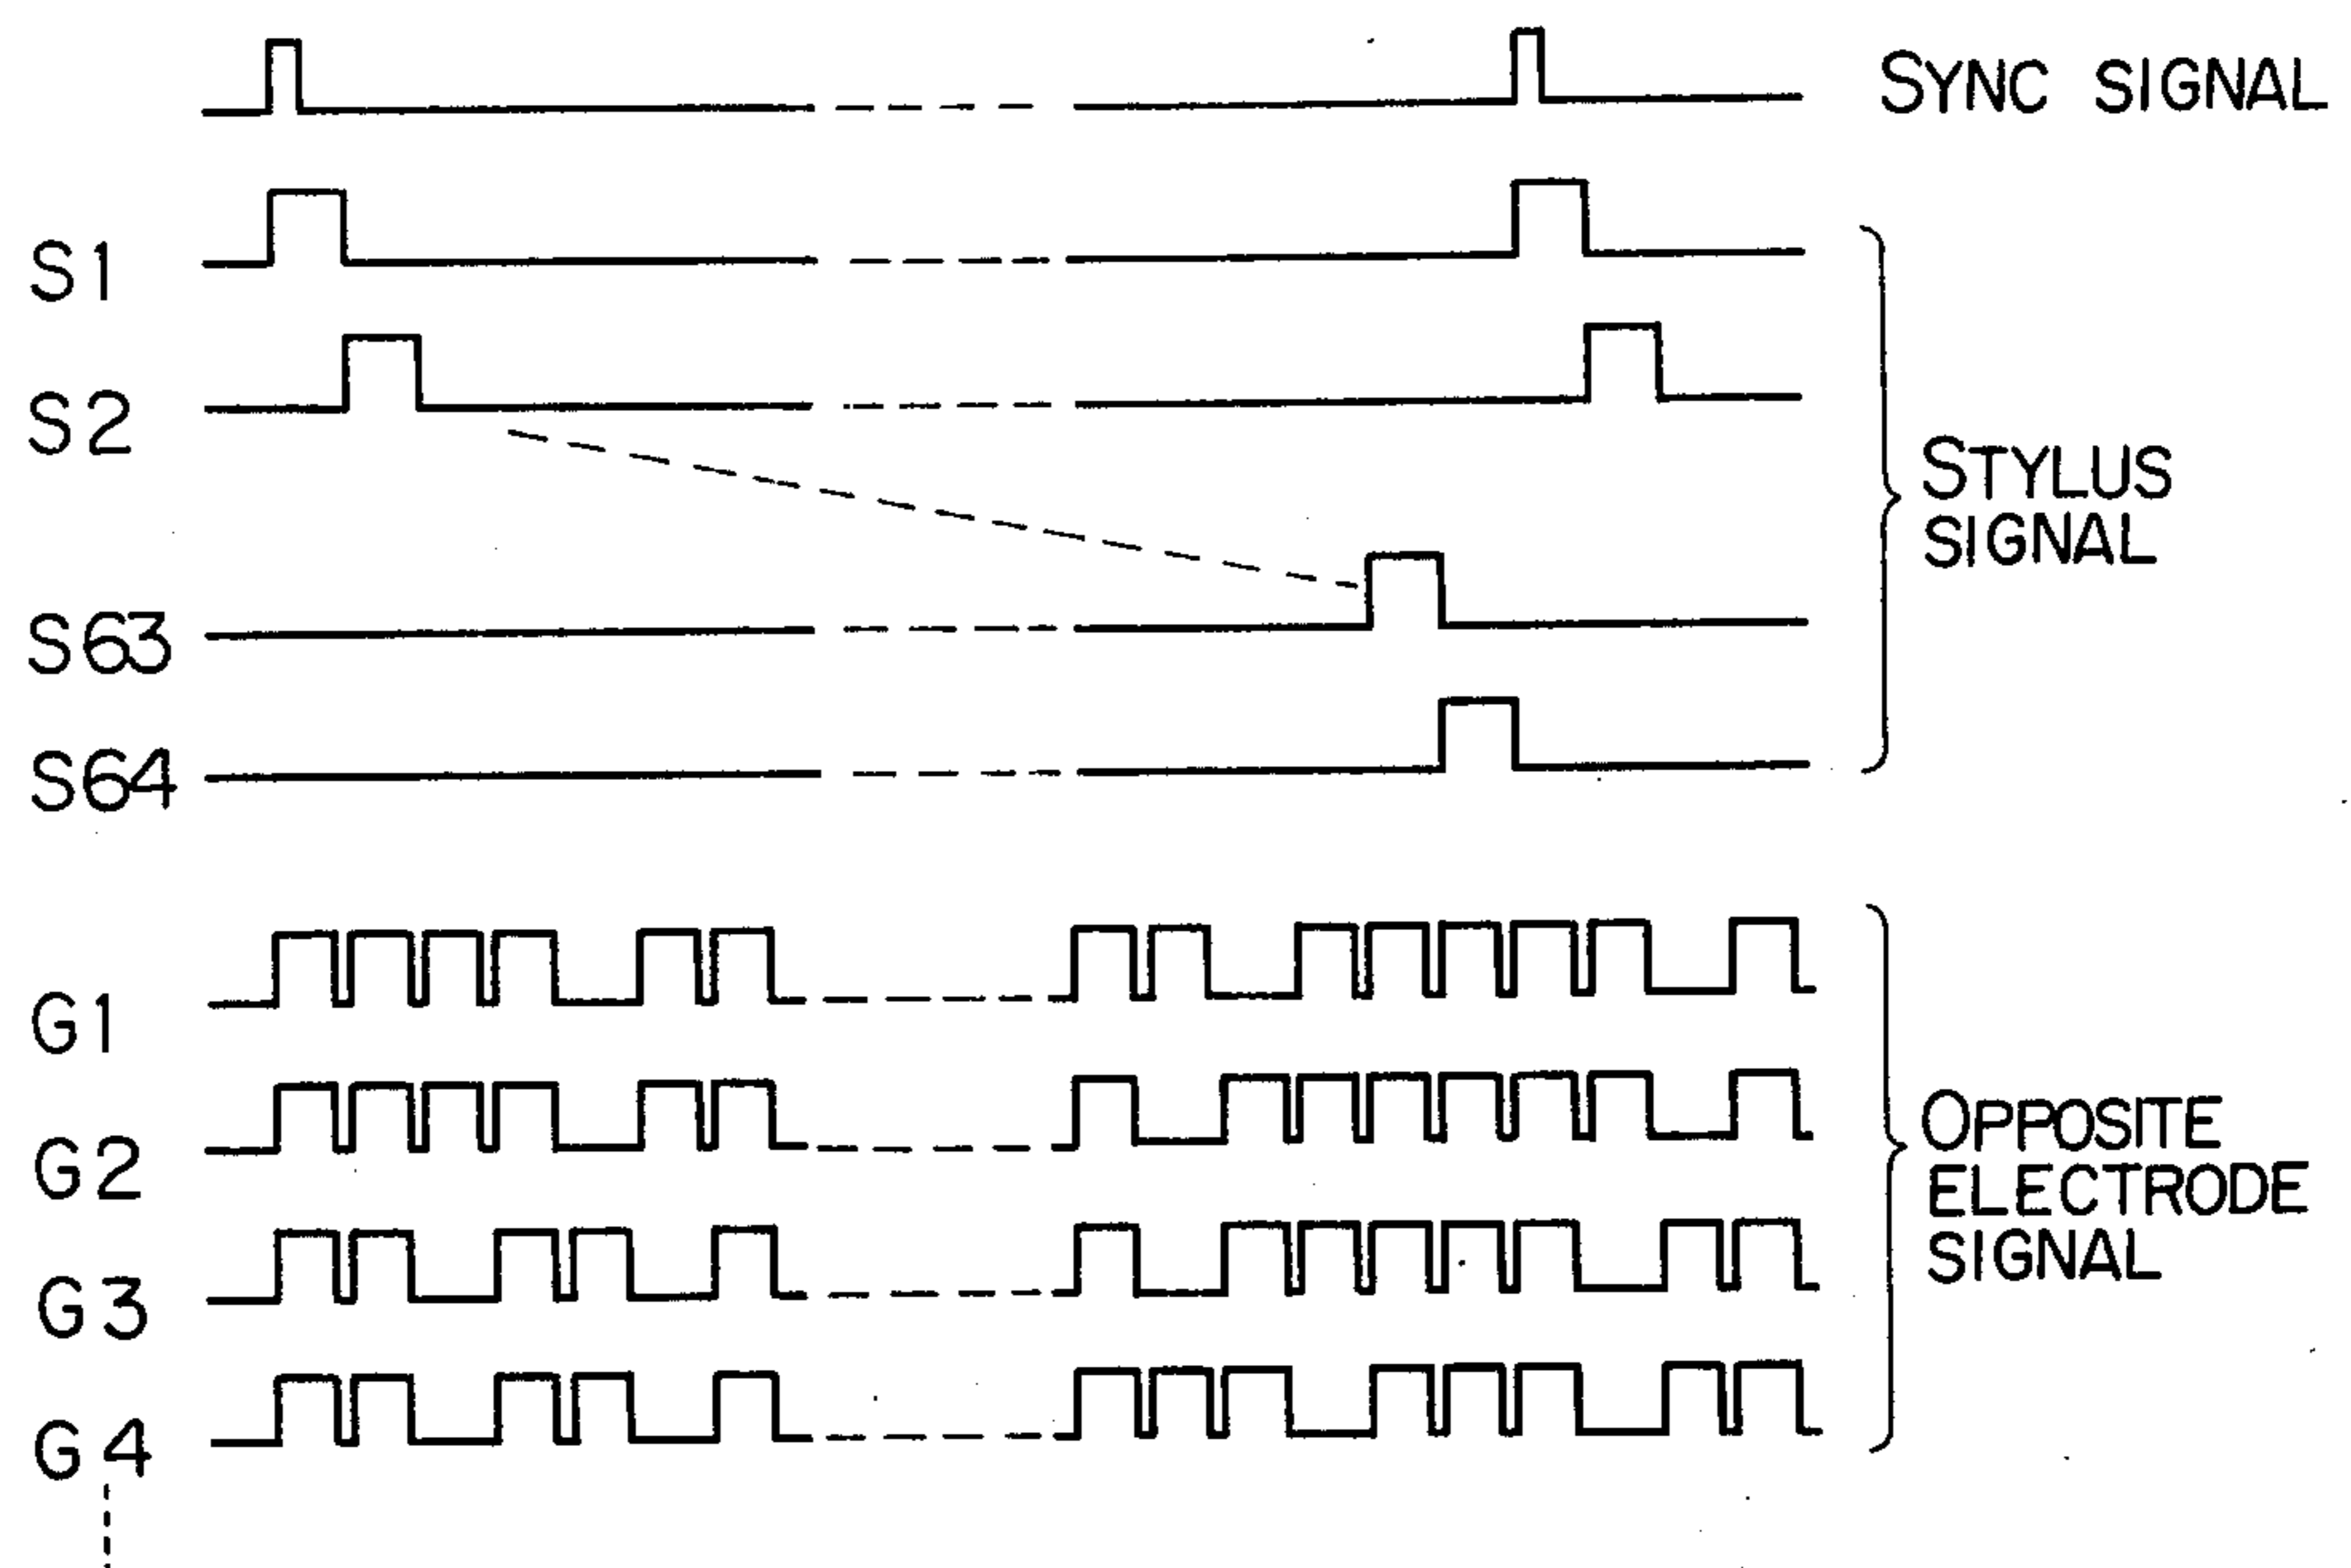 SYNC SIGNAL
S1
S2
STYLUS
SIGNAL
S63
S64
G1
G2
OPPOSITE
ELECTRODE
SIGNAL
G3
G4